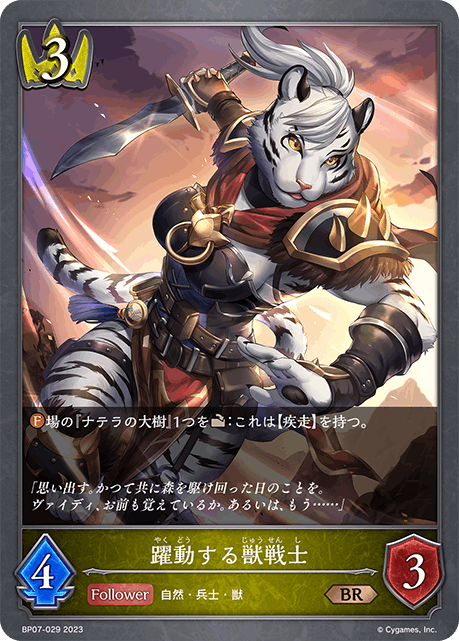 3
F 場の『ナテラの大樹』1つを：これは【疾走】を持つ。
「思い出す。かつて共に森を駆け回った日のことを。
ヴァイディ、お前も覚えているか。あるいは、もう……」
やく どう じゅう せん し
躍動する獣戦士
4
Follower 自然・兵士・獣 BR
3
BP07-029 2023 © Cygames, Inc.